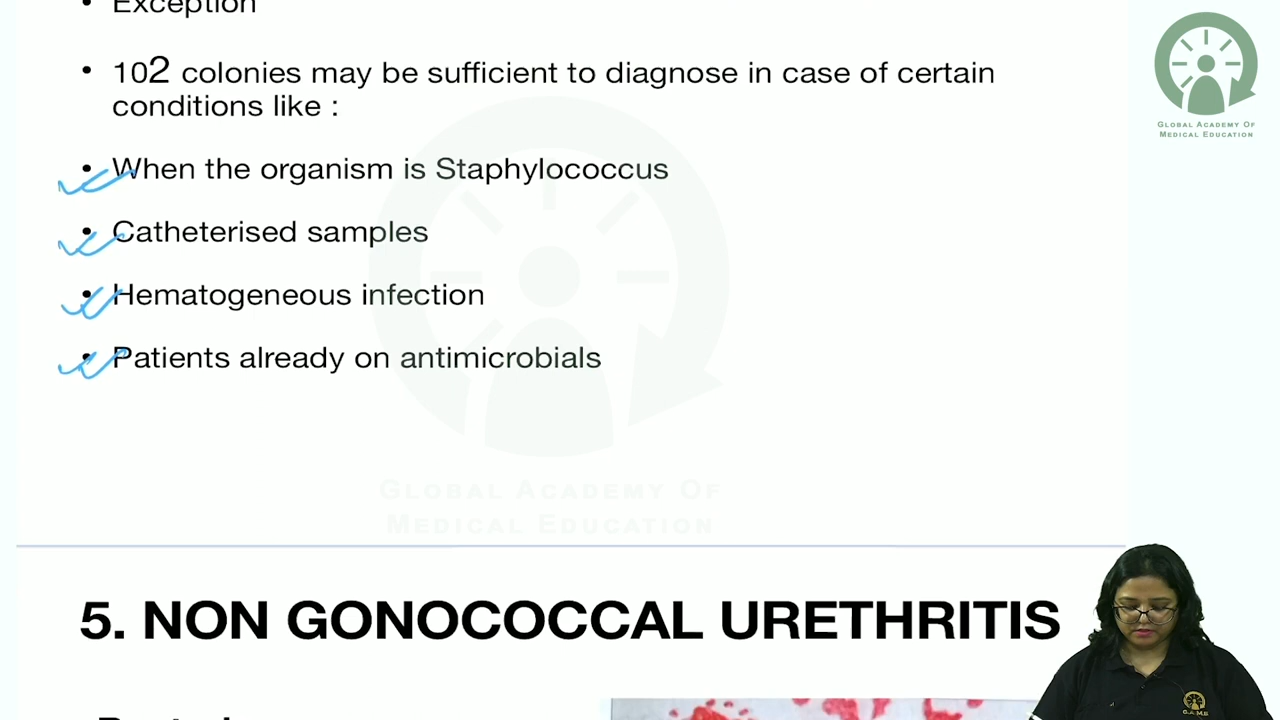 • Exception
• 102 colonies may be sufficient to diagnose in case of certain
conditions like :
• When the organism is Staphylococcus
• Catheterised samples
• Hematogeneous infection
• Patients already on antimicrobials
GLOBAL ACADEMY OF
MEDICAL EDUCATION
GLOBAL ACADEMY OF
MEDICAL EDUCATION
5. NON GONOCOCCAL URETHRITIS
G.A.M.E